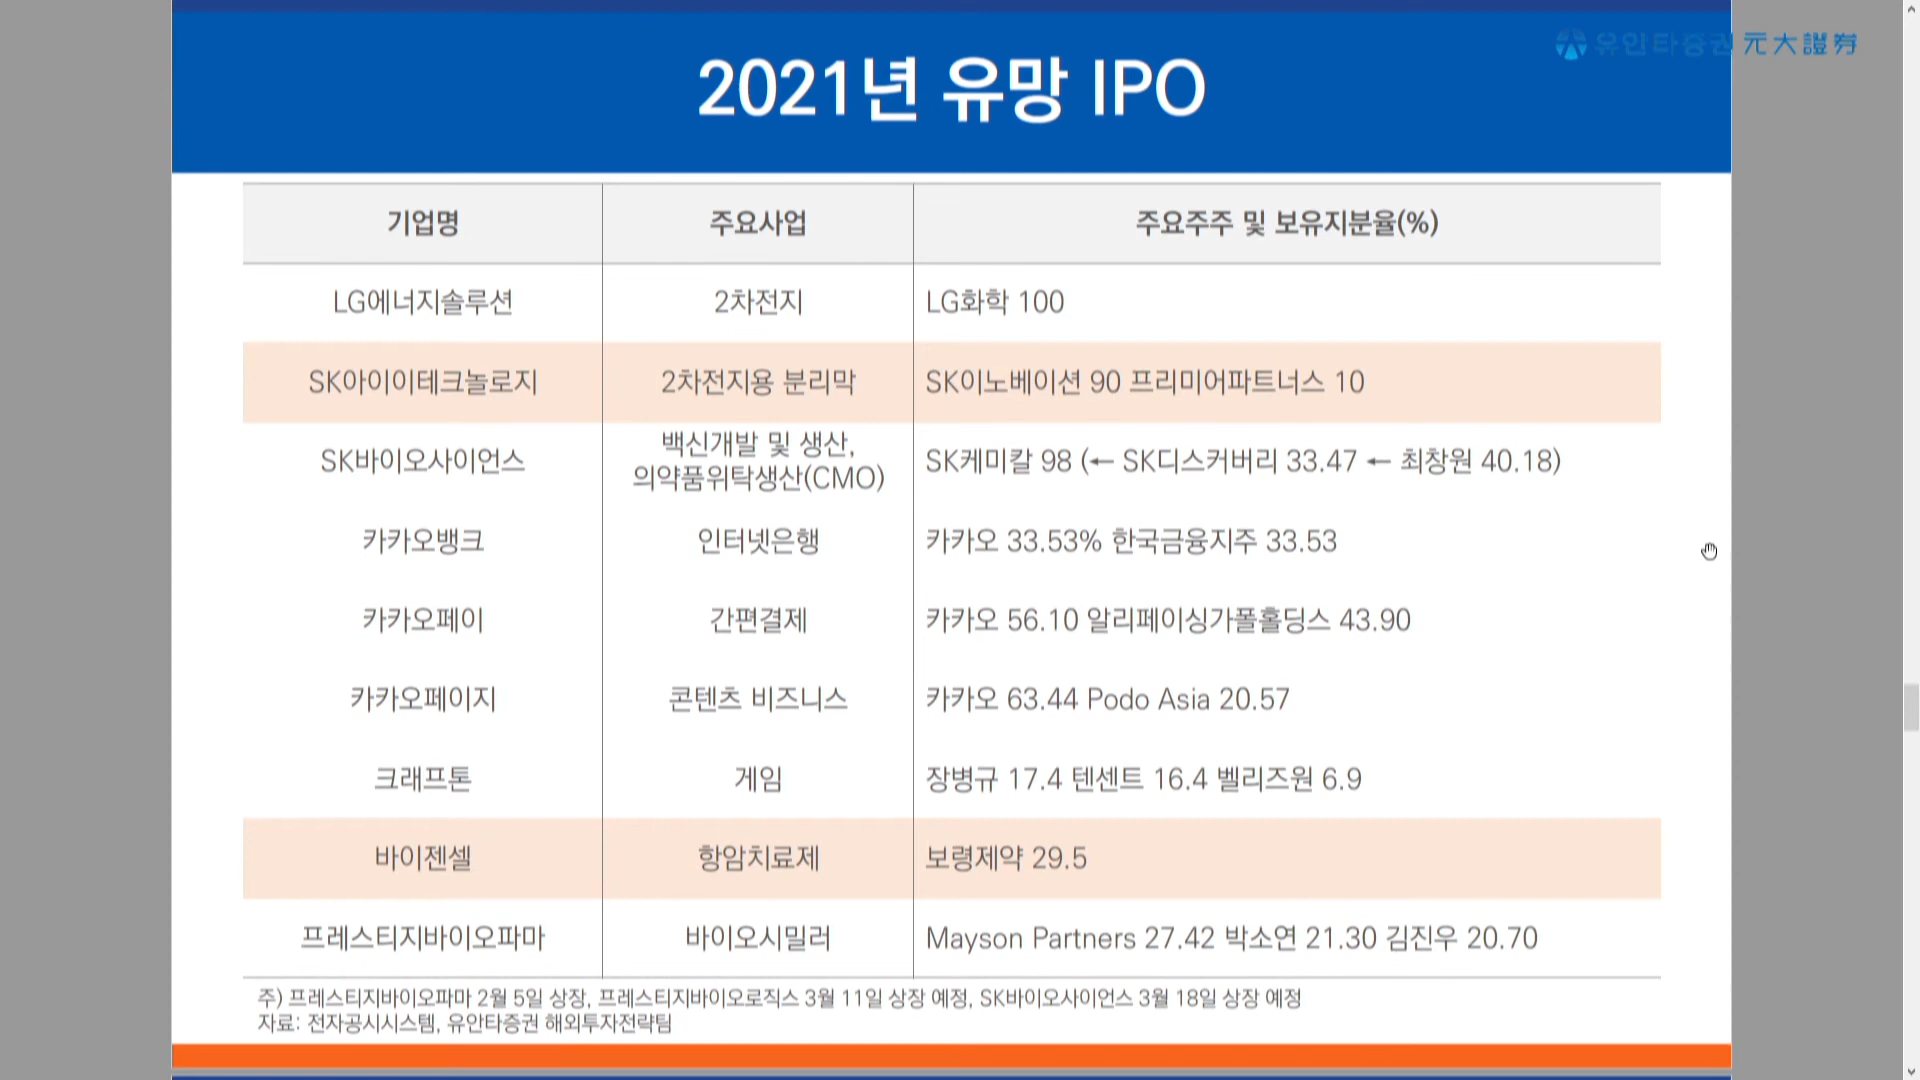 유안타증권 元大證券
2021년 유망 IPO
기업명 주요사업 주요주주 및 보유지분율(%)
LG에너지솔루션 2차전지 LG화학 100
SK아이이테크놀로지 2차전지용 분리막 SK이노베이션 90 프리미어파트너스 10
SK바이오사이언스 백신개발 및 생산,
의약품위탁생산(CMO) SK케미칼 98 (← SK디스커버리 33.47 ← 최창원 40.18)
카카오뱅크 인터넷은행 카카오 33.53% 한국금융지주 33.53
카카오페이 간편결제 카카오 56.10 알리페이싱가폴홀딩스 43.90
카카오페이지 콘텐츠 비즈니스 카카오 63.44 Podo Asia 20.57
크래프톤 게임 장병규 17.4 텐센트 16.4 벨리즈원 6.9
바이젠셀 항암치료제 보령제약 29.5
프레스티지바이오파마 바이오시밀러 Mayson Partners 27.42 박소연 21.30 김진우 20.70
주) 프레스티지바이오파마 2월 5일 상장, 프레스티지바이오로직스 3월 11일 상장 예정, SK바이오사이언스 3월 18일 상장 예정
자료: 전자공시시스템, 유안타증권 해외투자전략팀